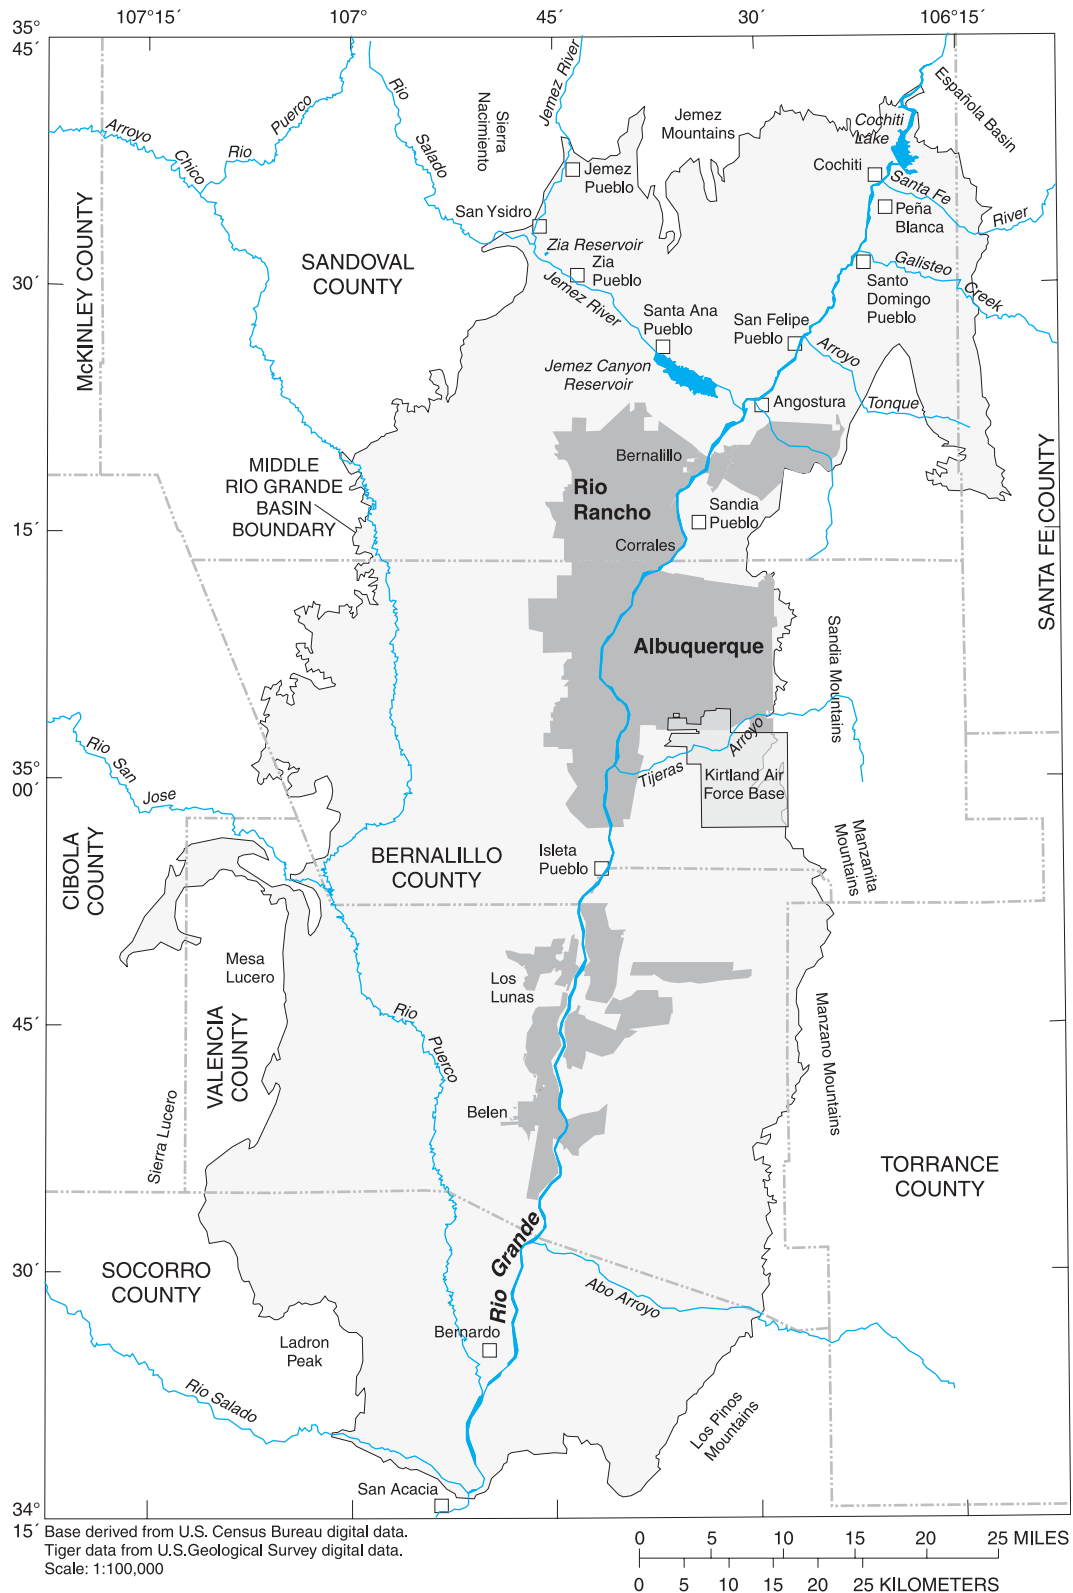 107°15´
107°
45´
30´
106°15´
35°
45´
Arroyo
Chico
Rio
Puerco
Rio
Salado
Sierra
Nacimiento
Jemez River
Jemez
Mountains
Cochiti
Lake
Española Basin
Jemez
Pueblo
Cochiti
Santa Fe
River
Peña
Blanca
San Ysidro
Zia Reservoir
Zia
Pueblo
Jemez River
Galisteo
Creek
Santo
Domingo
Pueblo
McKINLEY COUNTY
SANDOVAL
COUNTY
30´
Santa Ana
Pueblo
San Felipe
Pueblo
Arroyo
Tonque
Jemez Canyon
Reservoir
Angostura
MIDDLE
RIO GRANDE
BASIN
BOUNDARY
Bernalillo
Rio
Rancho
Sandia
Pueblo
Corrales
15´
SANTA FE COUNTY
Albuquerque
Sandia Mountains
Rio San
Jose
35°
00´
Tijeras
Arroyo
Kirtland Air
Force Base
CIBOLA
COUNTY
BERNALILLO
COUNTY
Isleta
Pueblo
Manzanita
Mountains
Mesa
Lucero
Los
Lunas
Rio
Puerco
45´
VALENCIA
COUNTY
Manzano Mountains
Belen
Sierra Lucero
TORRANCE
COUNTY
Rio Grande
30´
SOCORRO
COUNTY
Abo Arroyo
Bernardo
Ladron
Peak
Rio Salado
Los Pinos
Mountains
San Acacia
34°
15´
Base derived from U.S. Census Bureau digital data.
Tiger data from U.S.Geological Survey digital data.
Scale: 1:100,000
0 5 10 15 20 25 MILES
0 5 10 15 20 25 KILOMETERS